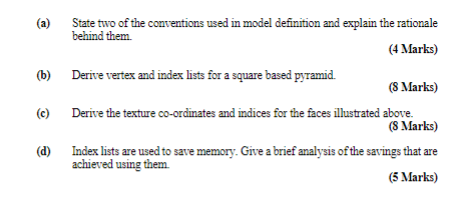 (a) State two of the conventions used in model definition and explain the rationale
behind them.
(4 Marks)
(b) Derive vertex and index lists for a square based pyramid.
(8 Marks)
(c) Derive the texture co-ordinates and indices for the faces illustrated above.
(8 Marks)
(d) Index lists are used to save memory. Give a brief analysis of the savings that are
achieved using them.
(5 Marks)